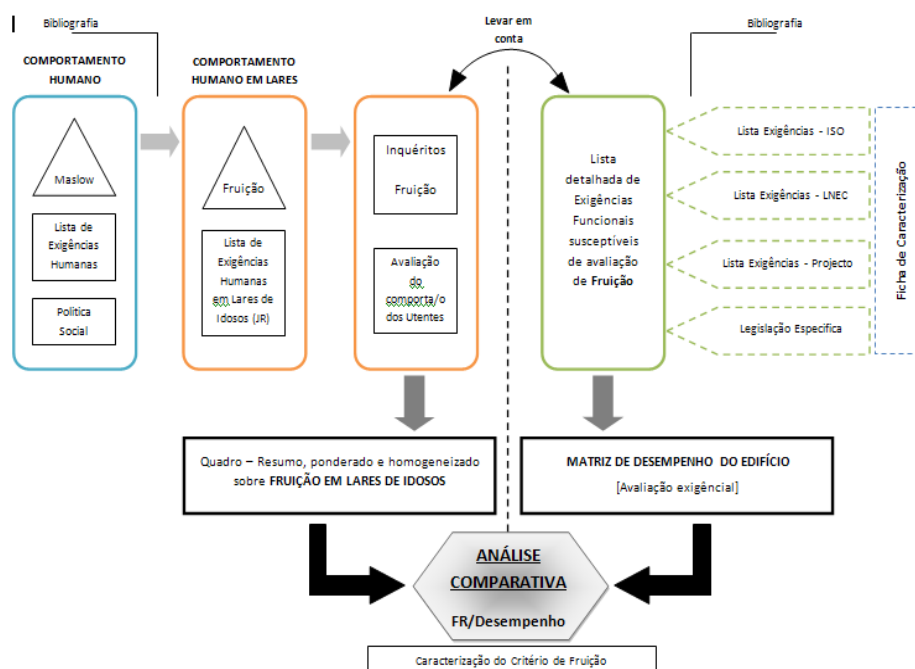 Bibliografia
Levar em
conta
Bibliografia
COMPORTAMENTO
HUMANO
COMPORTAMENTO
HUMANO EM LARES
Maslow
Lista de
Exigências
Humanas
Politica
Social
Fruição
Lista de
Exigências
Humanas
em Lares de
Idosos (JR)
Inquéritos
Fruição
Avaliação
do
comporta/o
dos Utentes
Lista
detalhada de
Exigências
Funcionais
susceptíveis
de avaliação
de Fruição
Lista Exigências - ISO
Lista Exigências - LNEC
Lista Exigências - Projecto
Legislação Especifica
Ficha de Caracterização
Quadro – Resumo, ponderado e homogeneizado
sobre FRUIÇÃO EM LARES DE IDOSOS
MATRIZ DE DESEMPENHO DO EDIFÍCIO
[Avaliação exigêncial]
ANÁLISE
COMPARATIVA
FR/Desempenho
Caracterização do Critério de Fruição